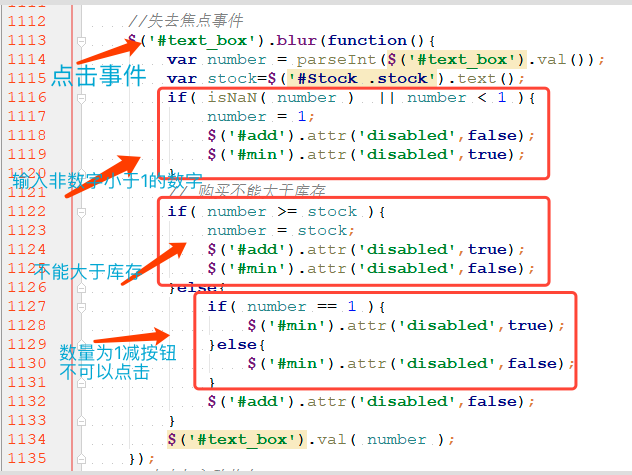 1112 //失去焦点事件
1113 $('#text_box').blur(function(){
1114 var number = parseInt($('#text_box').val());
点击事件
1115 var stock=$('#Stock .stock').text();
1116 if( isNaN( number ) || number < 1 ){
1117 number = 1;
1118 $('#add').attr('disabled',false);
1119 $('#min').attr('disabled',true);
1120 }
输入非数字小于1的数字
1121 // 购买不能大于库存
1122 if( number >= stock ){
1123 number = stock;
1124 $('#add').attr('disabled',true);
不能大于库存
1125 $('#min').attr('disabled',false);
1126 }else{
1127 if( number == 1 ){
1128 $('#min').attr('disabled',true);
数量为1减按钮
1129 }else{
不可以点击
1130 $('#min').attr('disabled',false);
1131 }
1132 $('#add').attr('disabled',false);
1133 }
1134 $('#text_box').val( number );
1135 });